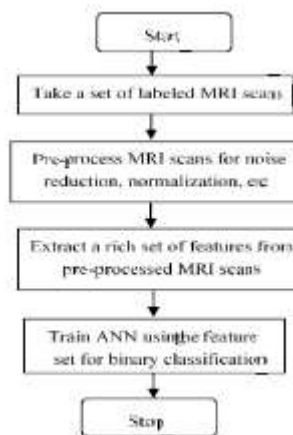 Start
Take a set of labeled MRI scans
Pre-process MRI scans for noise
reduction, normalization, etc
Extract a rich set of features from
pre-processed MRI scans
Train ANN using the feature
set for binary classification
Stop